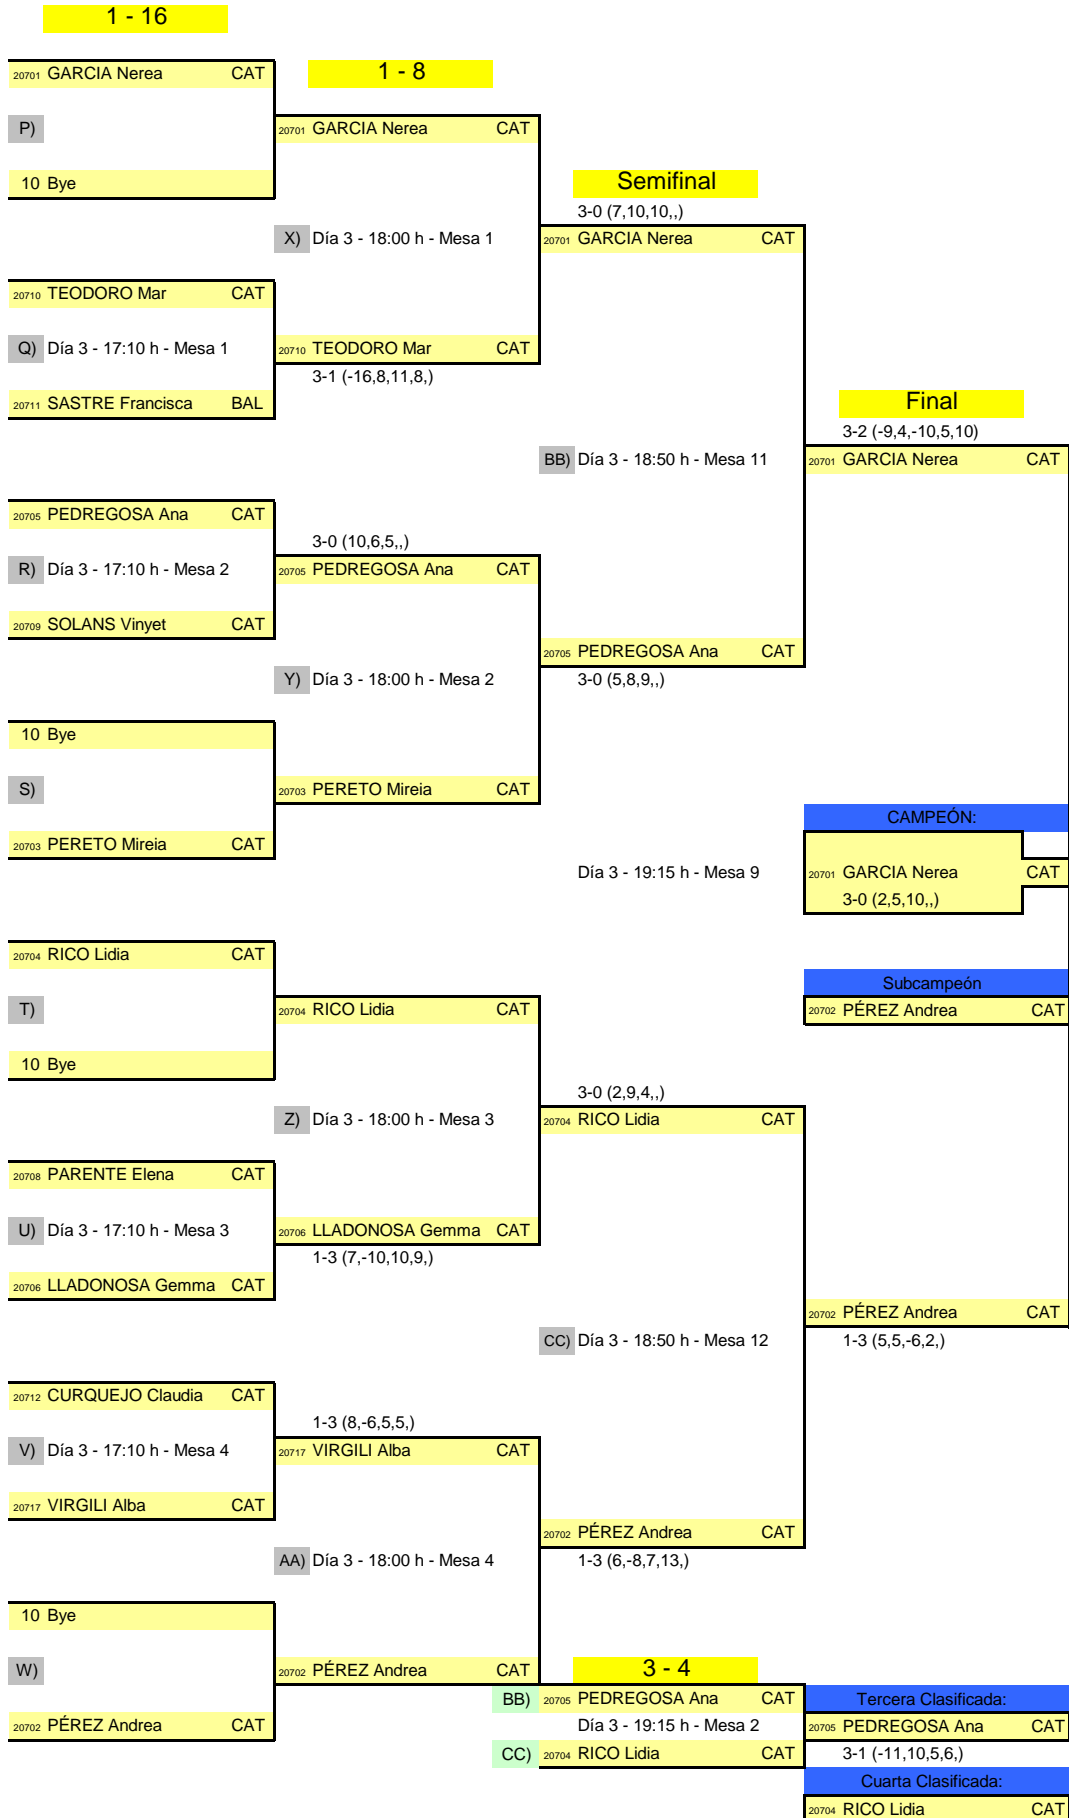 1 - 16
20701 GARCIA Nerea CAT
1 - 8
P)
20701 GARCIA Nerea CAT
10 Bye
Semifinal
3-0 (7,10,10,,)
X) Día 3 - 18:00 h - Mesa 1
20701 GARCIA Nerea CAT
20710 TEODORO Mar CAT
Q) Día 3 - 17:10 h - Mesa 1
20710 TEODORO Mar CAT
3-1 (-16,8,11,8,)
20711 SASTRE Francisca BAL
Final
3-2 (-9,4,-10,5,10)
BB) Día 3 - 18:50 h - Mesa 11
20701 GARCIA Nerea CAT
20705 PEDREGOSA Ana CAT
3-0 (10,6,5,,)
R) Día 3 - 17:10 h - Mesa 2
20705 PEDREGOSA Ana CAT
20709 SOLANS Vinyet CAT
20705 PEDREGOSA Ana CAT
Y) Día 3 - 18:00 h - Mesa 2
3-0 (5,8,9,,)
10 Bye
S)
20703 PERETO Mireia CAT
CAMPEÓN:
20703 PERETO Mireia CAT
Día 3 - 19:15 h - Mesa 9
20701 GARCIA Nerea CAT
3-0 (2,5,10,,)
20704 RICO Lidia CAT
Subcampeón
T)
20704 RICO Lidia CAT
20702 PÉREZ Andrea CAT
10 Bye
3-0 (2,9,4,,)
Z) Día 3 - 18:00 h - Mesa 3
20704 RICO Lidia CAT
20708 PARENTE Elena CAT
U) Día 3 - 17:10 h - Mesa 3
20706 LLADONOSA Gemma CAT
1-3 (7,-10,10,9,)
20706 LLADONOSA Gemma CAT
20702 PÉREZ Andrea CAT
CC) Día 3 - 18:50 h - Mesa 12
1-3 (5,5,-6,2,)
20712 CURQUEJO Claudia CAT
1-3 (8,-6,5,5,)
V) Día 3 - 17:10 h - Mesa 4
20717 VIRGILI Alba CAT
20717 VIRGILI Alba CAT
20702 PÉREZ Andrea CAT
AA) Día 3 - 18:00 h - Mesa 4
1-3 (6,-8,7,13,)
10 Bye
W)
20702 PÉREZ Andrea CAT
3 - 4
BB) 20705 PEDREGOSA Ana CAT
Tercera Clasificada:
20702 PÉREZ Andrea CAT
Día 3 - 19:15 h - Mesa 2
20705 PEDREGOSA Ana CAT
CC) 20704 RICO Lidia CAT
3-1 (-11,10,5,6,)
Cuarta Clasificada:
20704 RICO Lidia CAT